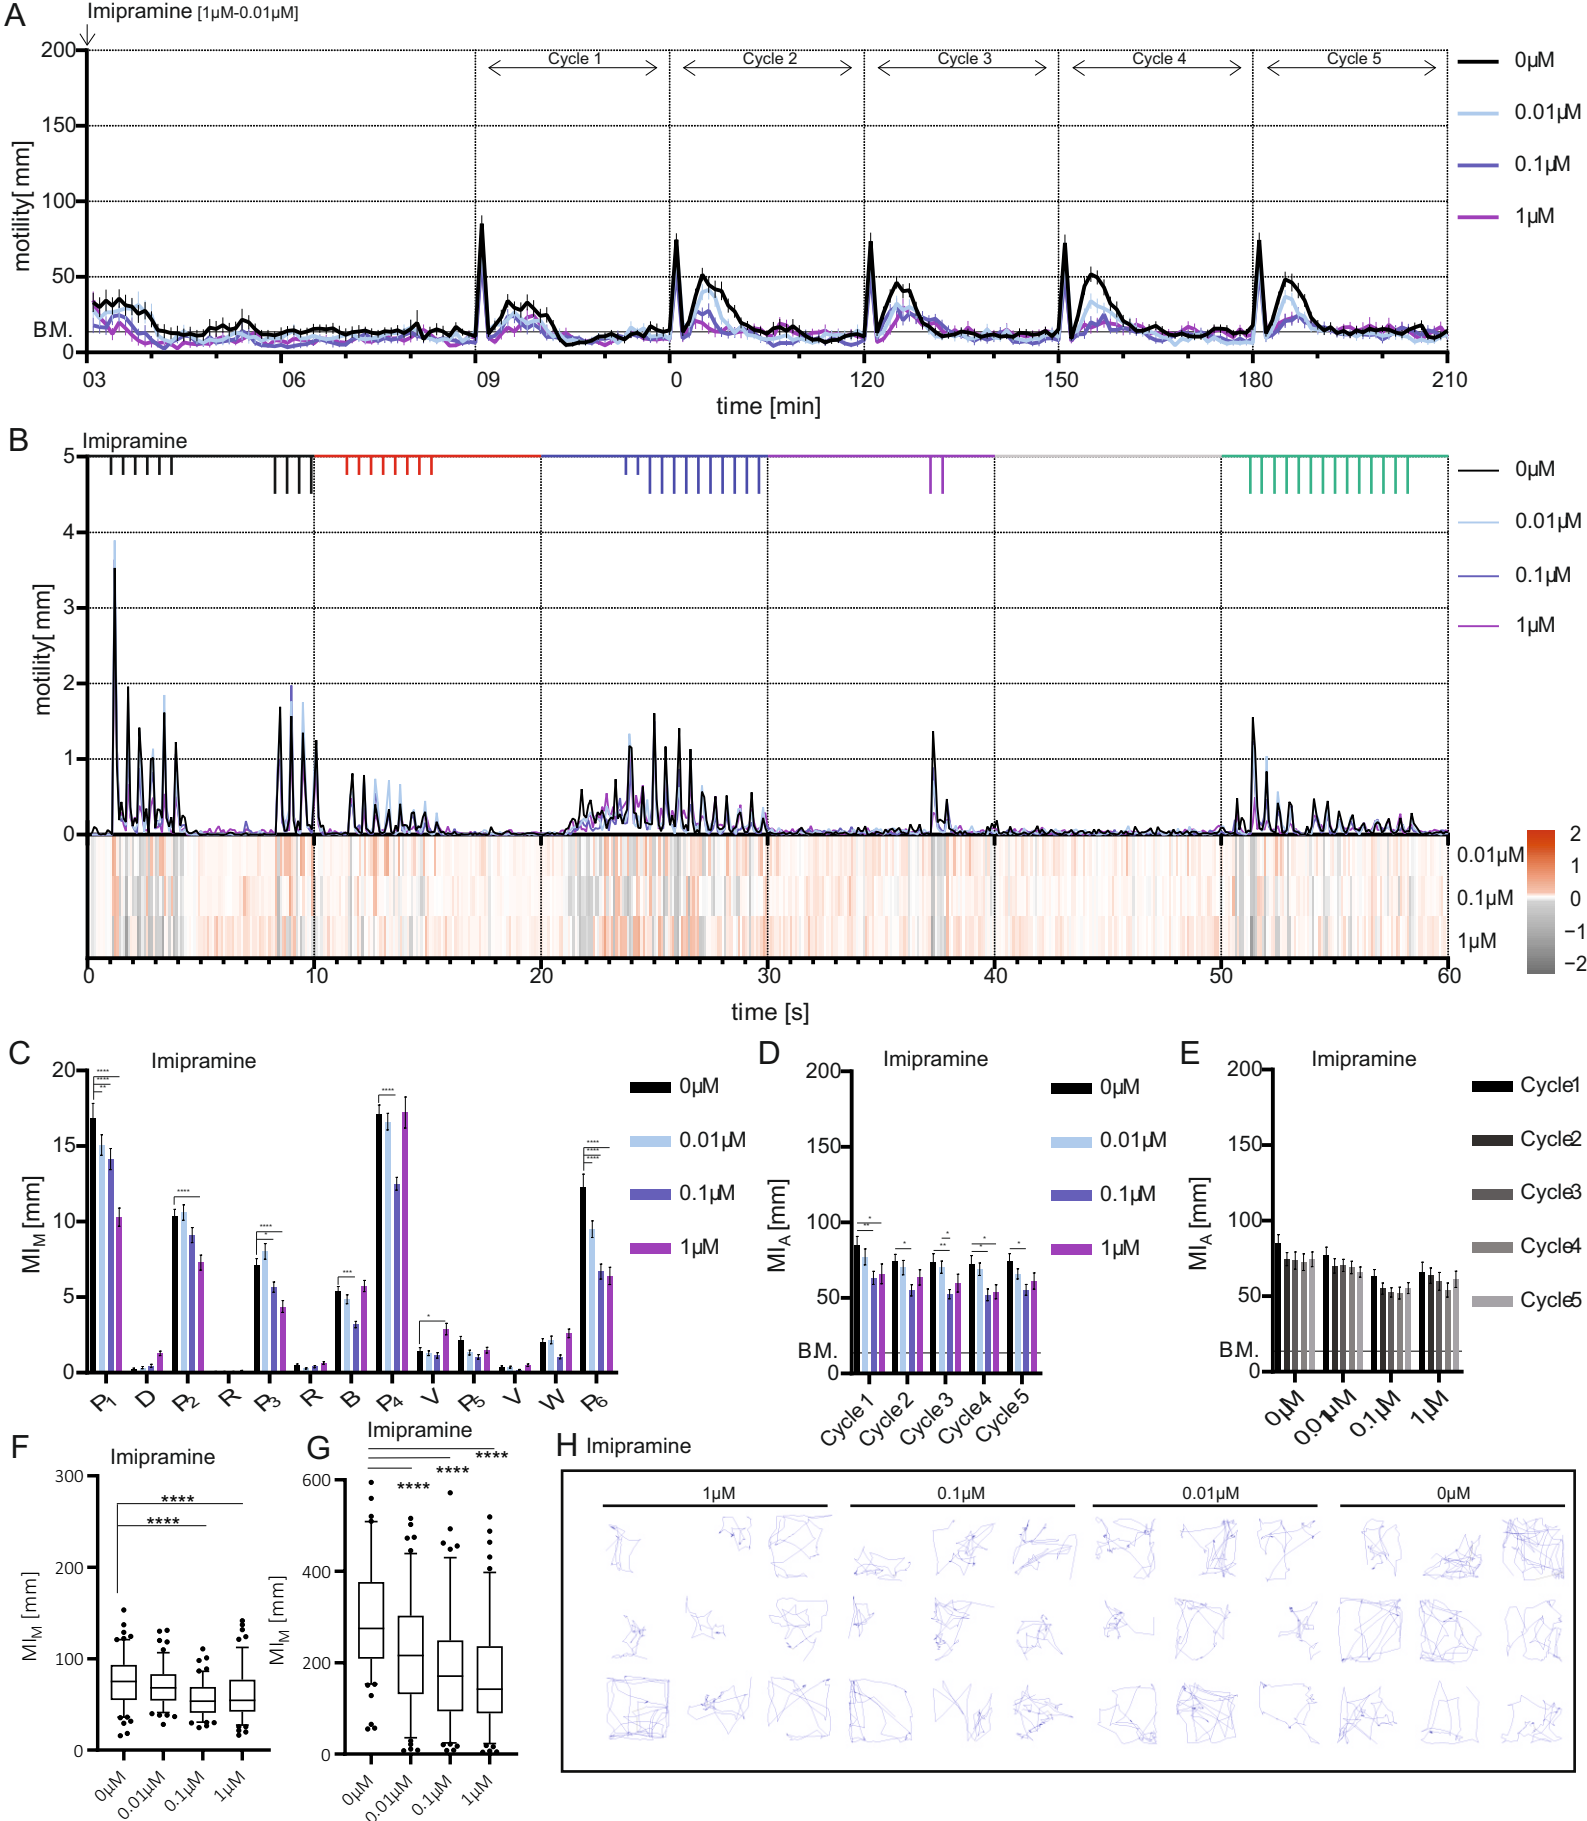 A
Imipramine [1µM-0.01µM]
200
150
100
50
B.M.
0
motility[ mm]
Cycle 1
Cycle 2
Cycle 3
Cycle 4
Cycle 5
0µM
0.01µM
0.1µM
1µM
03
06
09
0
120
150
180
210
time [min]
B
Imipramine
5
4
3
2
1
0
motility[ mm]
0µM
0.01µM
0.1µM
1µM
0.01µM
0.1µM
1µM
2
1
0
−1
−2
0
10
20
30
40
50
60
time [s]
C
Imipramine
20
15
10
5
0
MI_M [mm]
**** **** **
****
**** *
***
****
*
**** **** ****
0µM
0.01µM
0.1µM
1µM
P1 D P2 R P3 R B P4 V P5 V W P6
D
Imipramine
200
150
100
50
B.M.
0
MI_A [mm]
* **
*
* **
* *
*
0µM
0.01µM
0.1µM
1µM
Cycle1 Cycle2 Cycle3 Cycle4 Cycle5
E
Imipramine
200
150
100
50
B.M.
0
MI_A [mm]
Cycle1
Cycle2
Cycle3
Cycle4
Cycle5
0µM 0.01µM 0.1µM 1µM
F
Imipramine
300
200
100
0
MI_M [mm]
****
****
0µM 0.01µM 0.1µM 1µM
G
Imipramine
600
400
200
0
MI_M [mm]
**** **** ****
0µM 0.01µM 0.1µM 1µM
H Imipramine
1µM 0.1µM 0.01µM 0µM